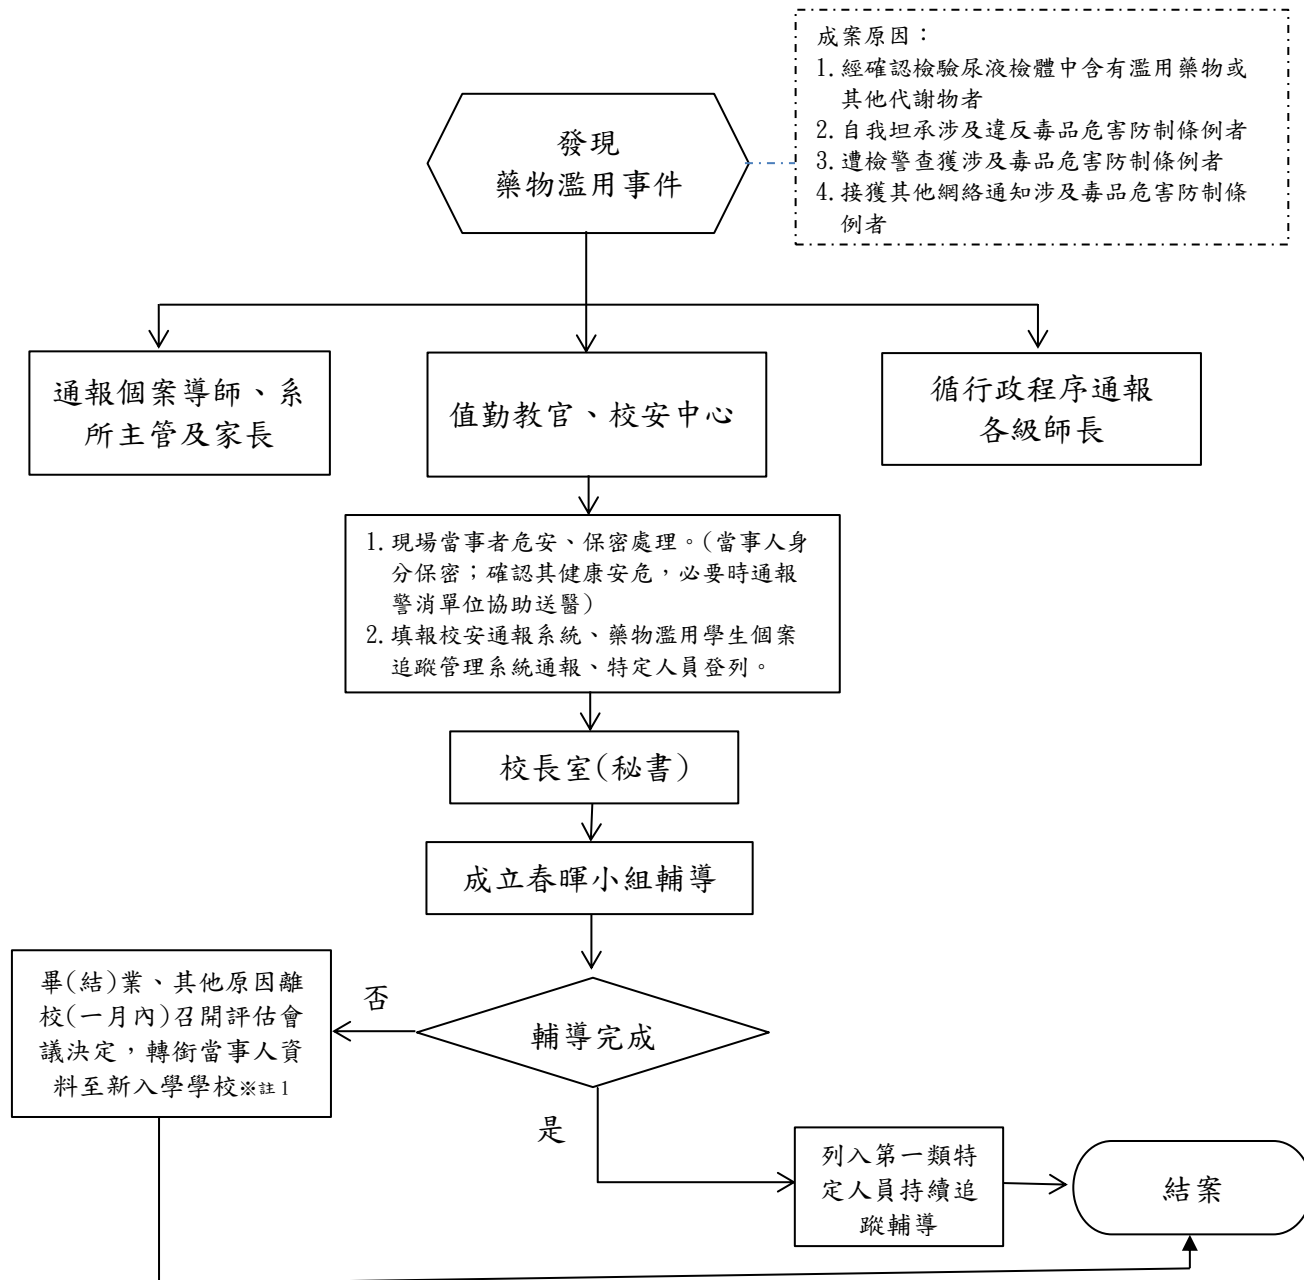 成案原因：
1.經確認檢驗尿液檢體中含有濫用藥物或
其他代謝物者
2.自我坦承涉及違反毒品危害防制條例者
3.遭檢警查獲涉及毒品危害防制條例者
4.接獲其他網絡通知涉及毒品危害防制條
例者
發現
藥物濫用事件
通報個案導師、系
所主管及家長
值勤教官、校安中心
循行政程序通報
各級師長
1.現場當事者危安、保密處理。(當事人身
分保密；確認其健康安危，必要時通報
警消單位協助送醫)
2.填報校安通報系統、藥物濫用學生個案
追蹤管理系統通報、特定人員登列。
校長室(秘書)
成立春暉小組輔導
畢(結)業、其他原因離
校(一月內)召開評估會
議決定，轉銜當事人資
料至新入學學校※註1
否
輔導完成
是
列入第一類特
定人員持續追
蹤輔導
結案